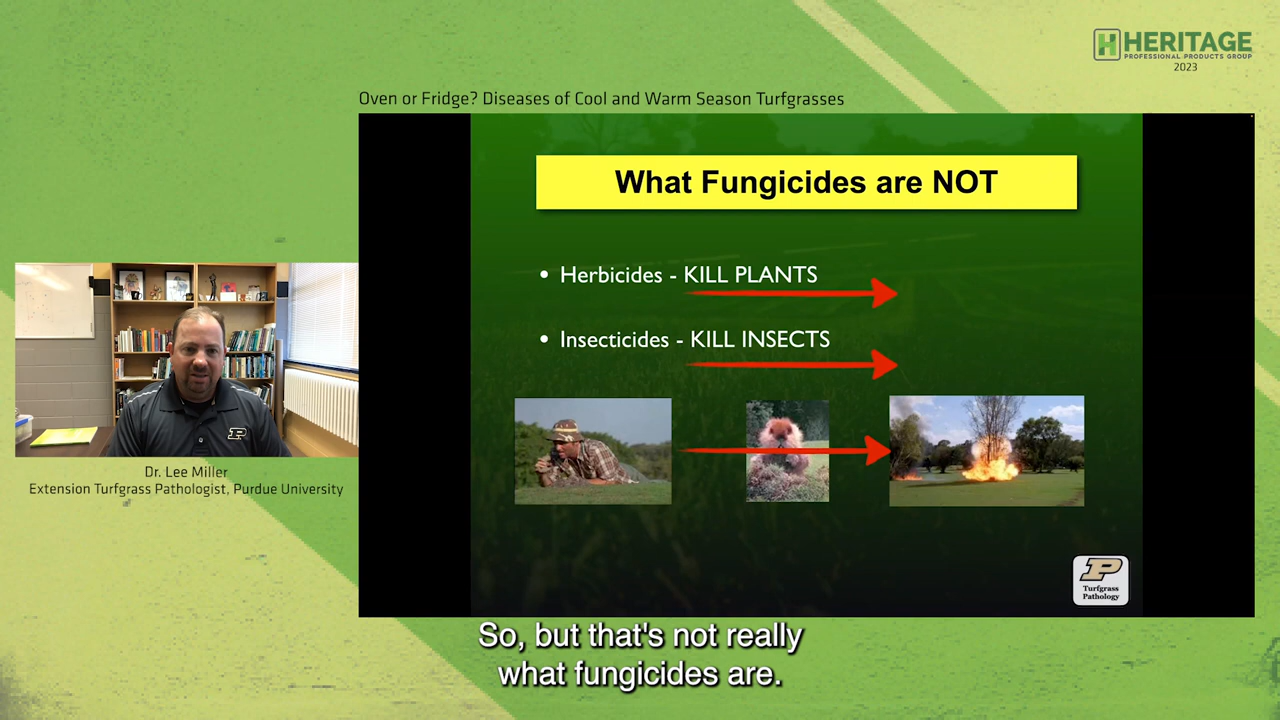 HERITAGE
PROFESSIONAL PRODUCTS GROUP
2023
Oven or Fridge? Diseases of Cool and Warm Season Turfgrasses
What Fungicides are NOT
• Herbicides - KILL PLANTS
• Insecticides - KILL INSECTS
P
Dr. Lee Miller
Extension Turfgrass Pathologist, Purdue University
P
Turfgrass
Pathology
So, but that's not really
what fungicides are.